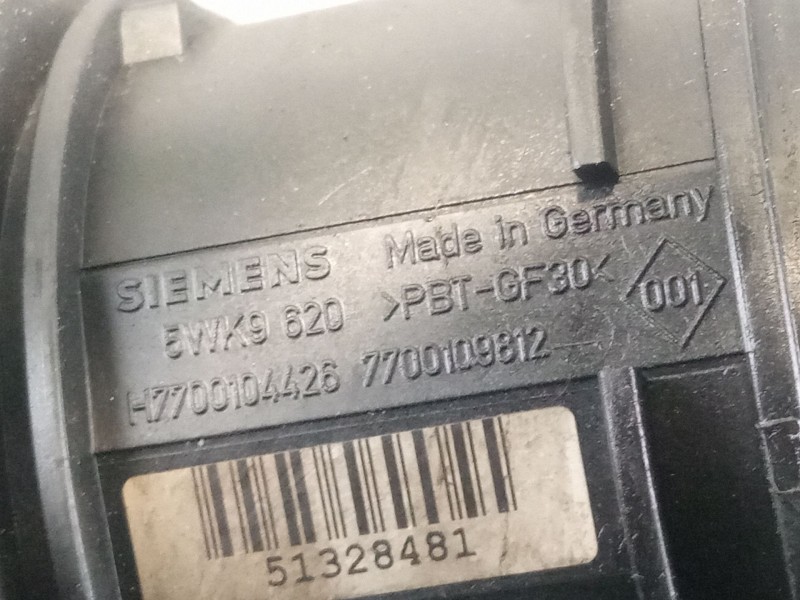 SIEMENS Made in Germany
5WK9 620 >PBT-GF30< 001
H7700104426 7700109812
51328481